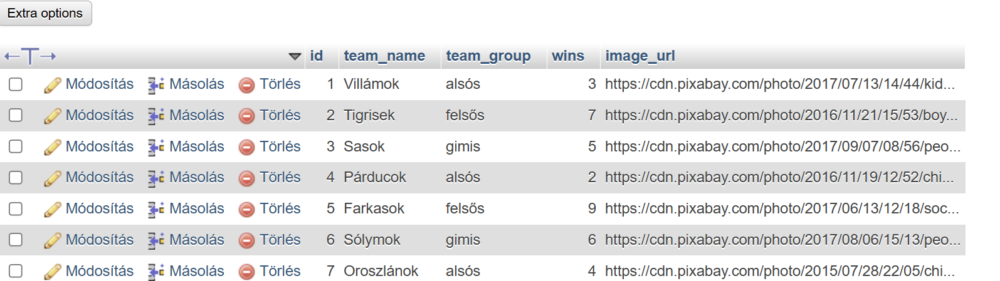 Extra options
id team_name team_group wins image_url
Módosítás Másolás Törlés 1 Villámok alsós 3 https://cdn.pixabay.com/photo/2017/07/13/14/44/kid...
Módosítás Másolás Törlés 2 Tigrisek felsős 7 https://cdn.pixabay.com/photo/2016/11/21/15/53/boy...
Módosítás Másolás Törlés 3 Sasok gimis 5 https://cdn.pixabay.com/photo/2017/09/07/08/56/peo...
Módosítás Másolás Törlés 4 Párducok alsós 2 https://cdn.pixabay.com/photo/2016/11/19/12/52/chi...
Módosítás Másolás Törlés 5 Farkasok felsős 9 https://cdn.pixabay.com/photo/2017/06/13/12/18/soc...
Módosítás Másolás Törlés 6 Sólymok gimis 6 https://cdn.pixabay.com/photo/2017/08/06/15/13/peo...
Módosítás Másolás Törlés 7 Oroszlánok alsós 4 https://cdn.pixabay.com/photo/2015/07/28/22/05/chi...